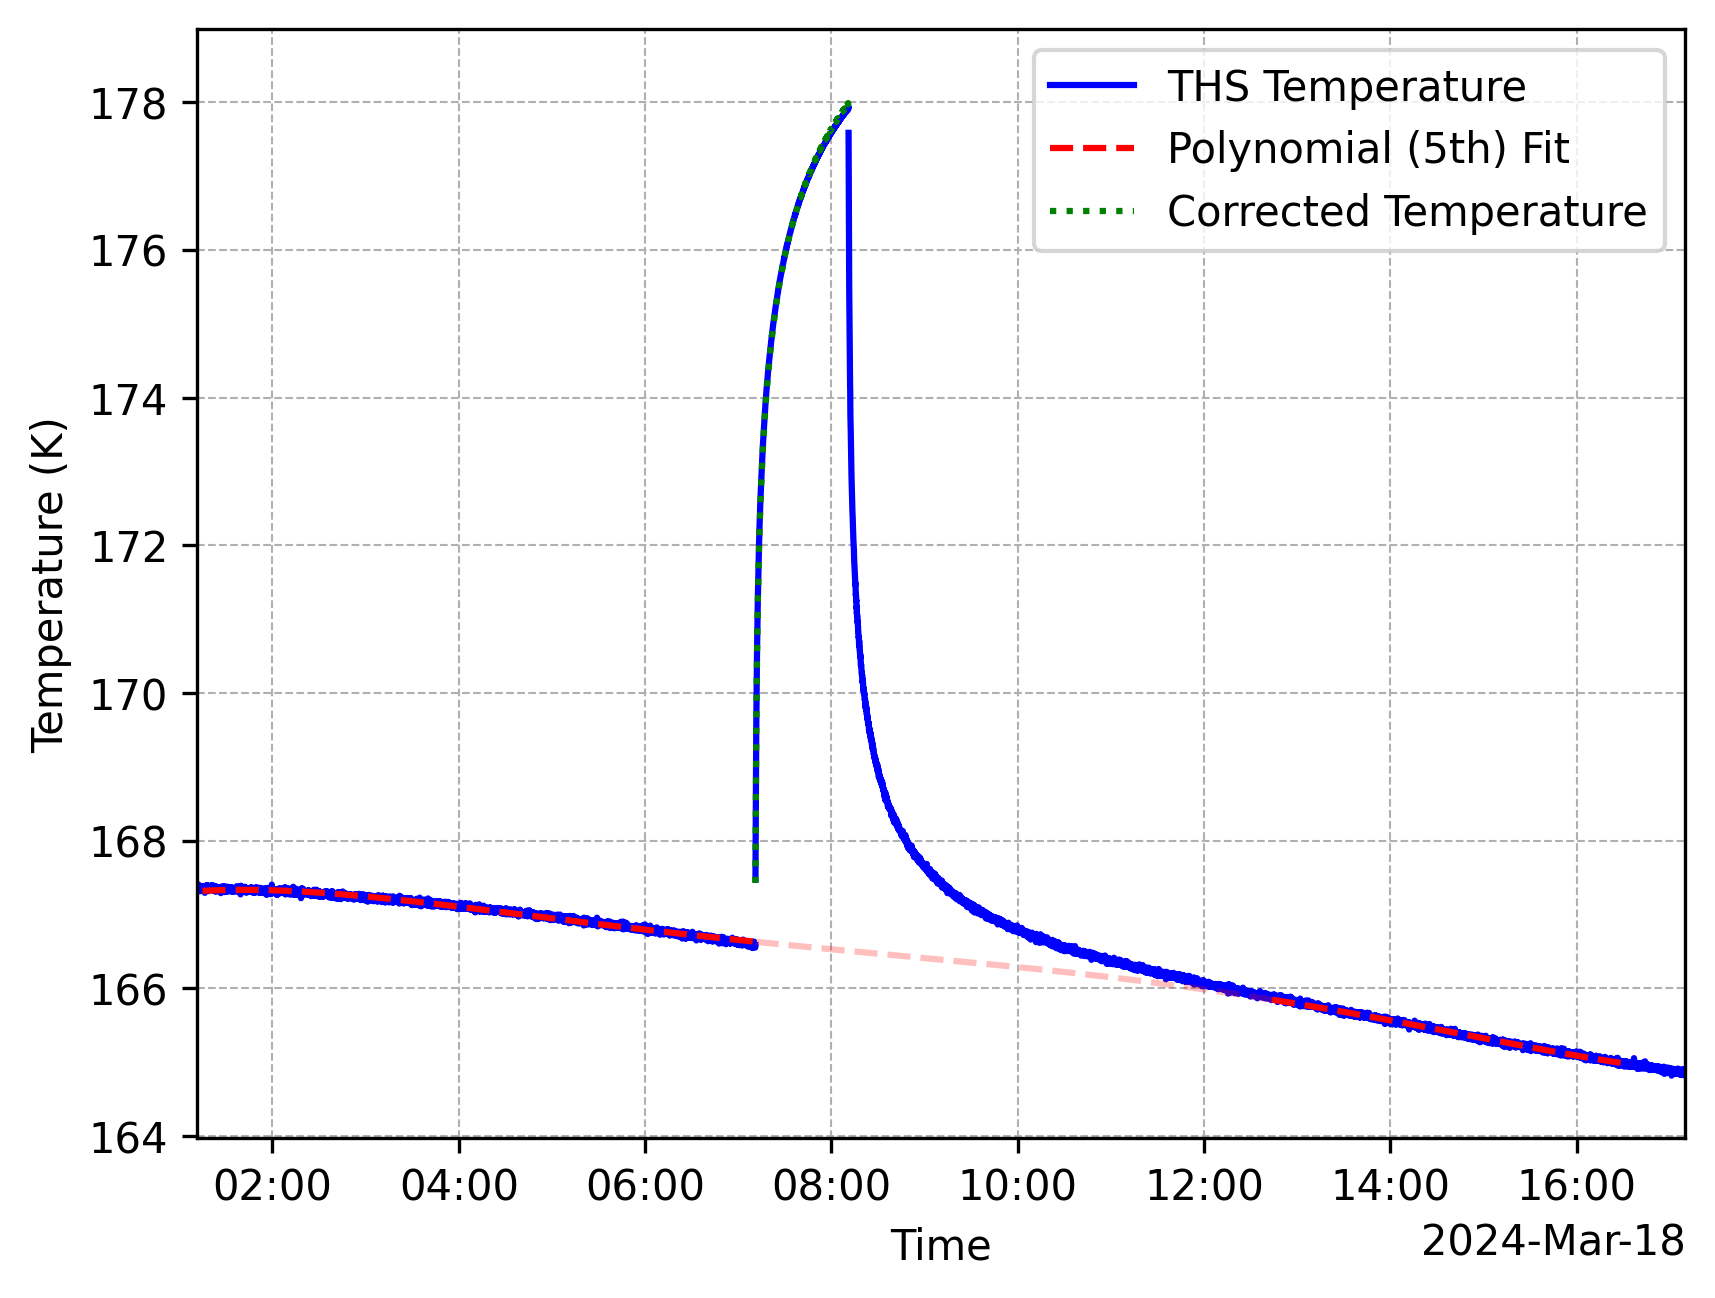 178
176
174
172
170
168
166
164
Temperature (K)
THS Temperature
Polynomial (5th) Fit
Corrected Temperature
02:00 04:00 06:00 08:00 10:00 12:00 14:00 16:00
Time
2024-Mar-18